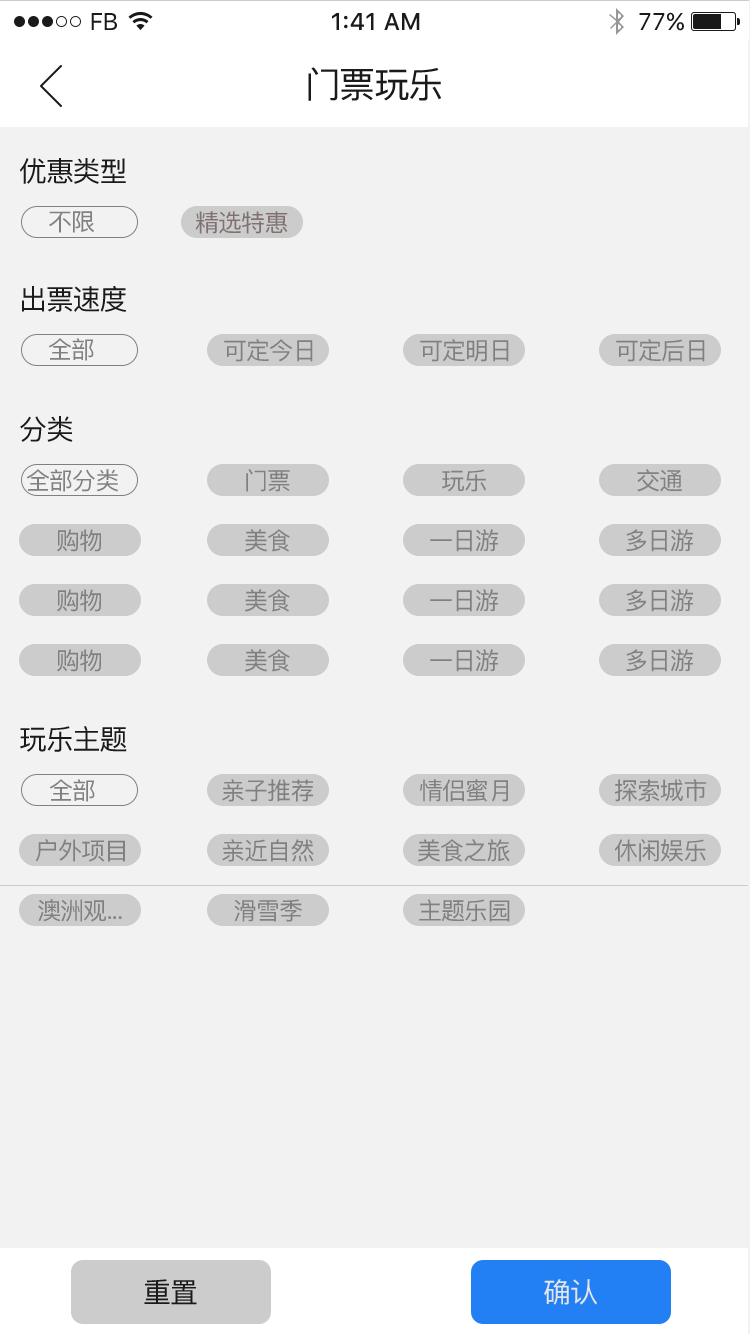 FB 1:41 AM 77%
门票玩乐
优惠类型
不限 精选特惠
出票速度
全部 可定今日 可定明日 可定后日
分类
全部分类 门票 玩乐 交通
购物 美食 一日游 多日游
购物 美食 一日游 多日游
购物 美食 一日游 多日游
玩乐主题
全部 亲子推荐 情侣蜜月 探索城市
户外项目 亲近自然 美食之旅 休闲娱乐
澳洲观... 滑雪季 主题乐园
重置 确认